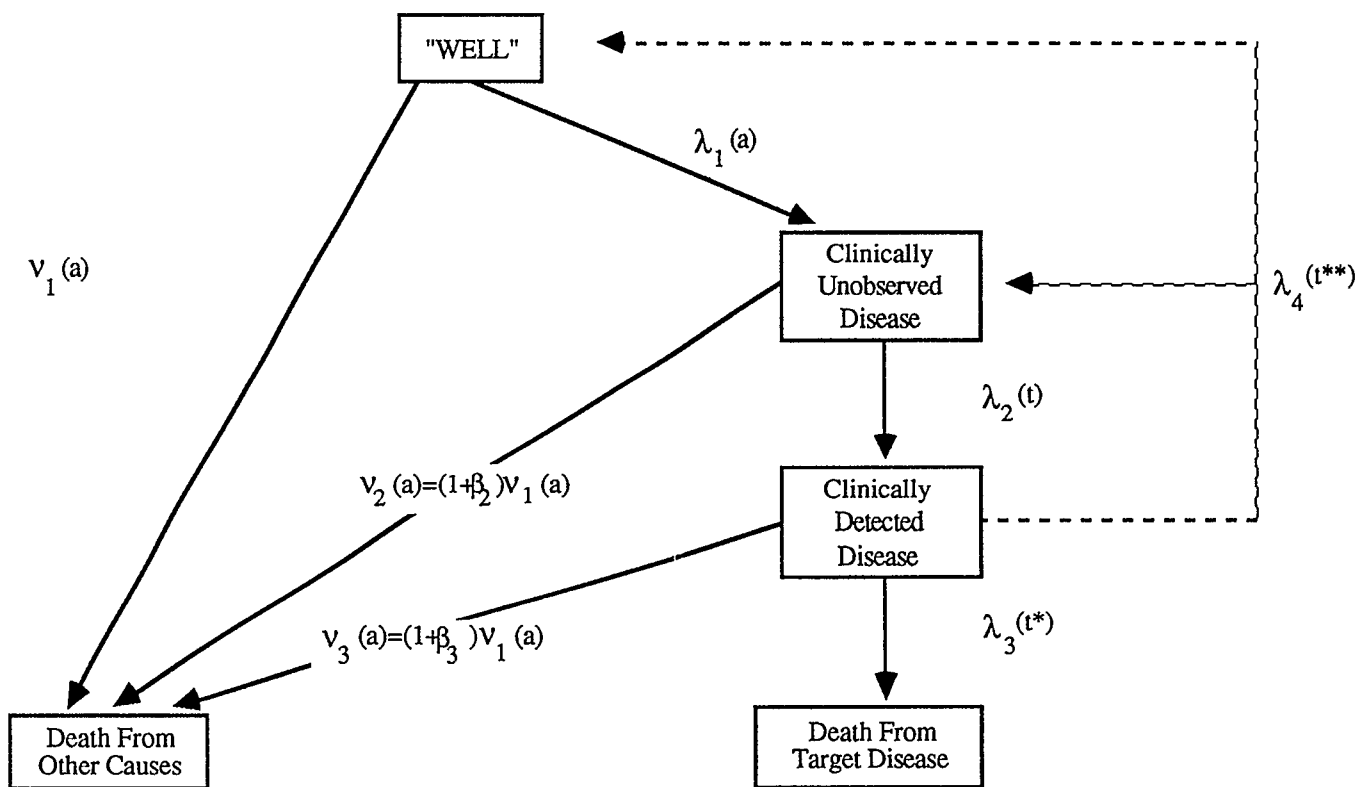 "WELL"
λ1(a)
ν1(a)
Clinically
Unobserved
Disease
λ4(t**)
λ2(t)
ν2(a)=(1+β2)ν1(a)
Clinically
Detected
Disease
ν3(a)=(1+β3)ν1(a)
λ3(t*)
Death From
Other Causes
Death From
Target Disease